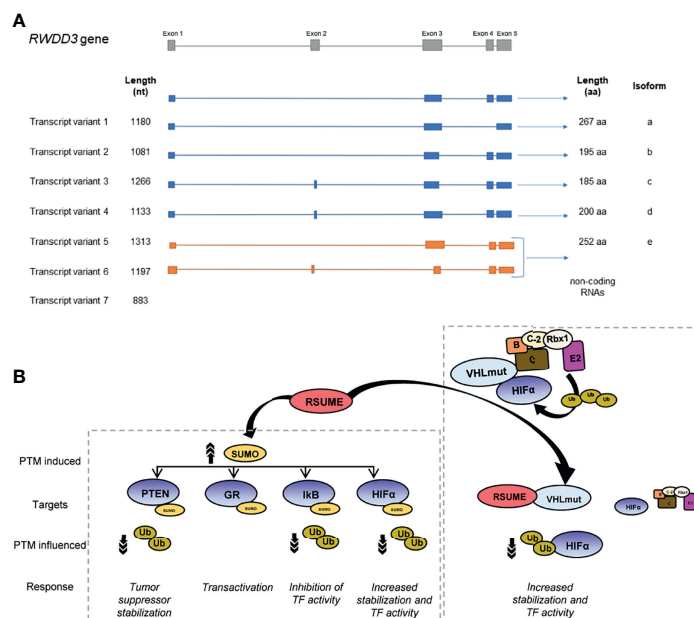 A
RWDD3 gene
Exon 1 Exon 2 Exon 3 Exon 4 Exon 5
Length (nt)
Length (aa)
Isoform
Transcript variant 1 1180 267 aa a
Transcript variant 2 1081 195 aa b
Transcript variant 3 1266 185 aa c
Transcript variant 4 1133 200 aa d
Transcript variant 5 1313 252 aa e
Transcript variant 6 1197
non-coding RNAs
Transcript variant 7 883
B
B C-2 Rbx1
C E2
VHLmut
HIFα
Ub Ub Ub
RSUME
PTM induced
SUMO
Targets
PTEN GR IkB HIFα
SUMO SUMO SUMO SUMO
RSUME VHLmut
HIFα C-2 Rbx1
PTM influenced
Ub Ub Ub Ub Ub Ub
Ub Ub HIFα
Response
Tumor suppressor stabilization
Transactivation
Inhibition of TF activity
Increased stabilization and TF activity
Increased stabilization and TF activity